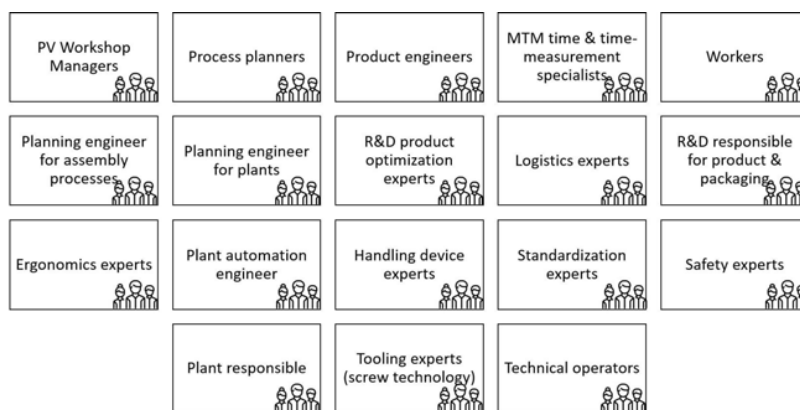 PV Workshop
Managers
Process planners
Product engineers
MTM time & time-
measurement
specialists
Workers
Planning engineer
for assembly
processes
Planning engineer
for plants
R&D product
optimization
experts
Logistics experts
R&D responsible
for product &
packaging
Ergonomics experts
Plant automation
engineer
Handling device
experts
Standardization
experts
Safety experts
Plant responsible
Tooling experts
(screw technology)
Technical operators